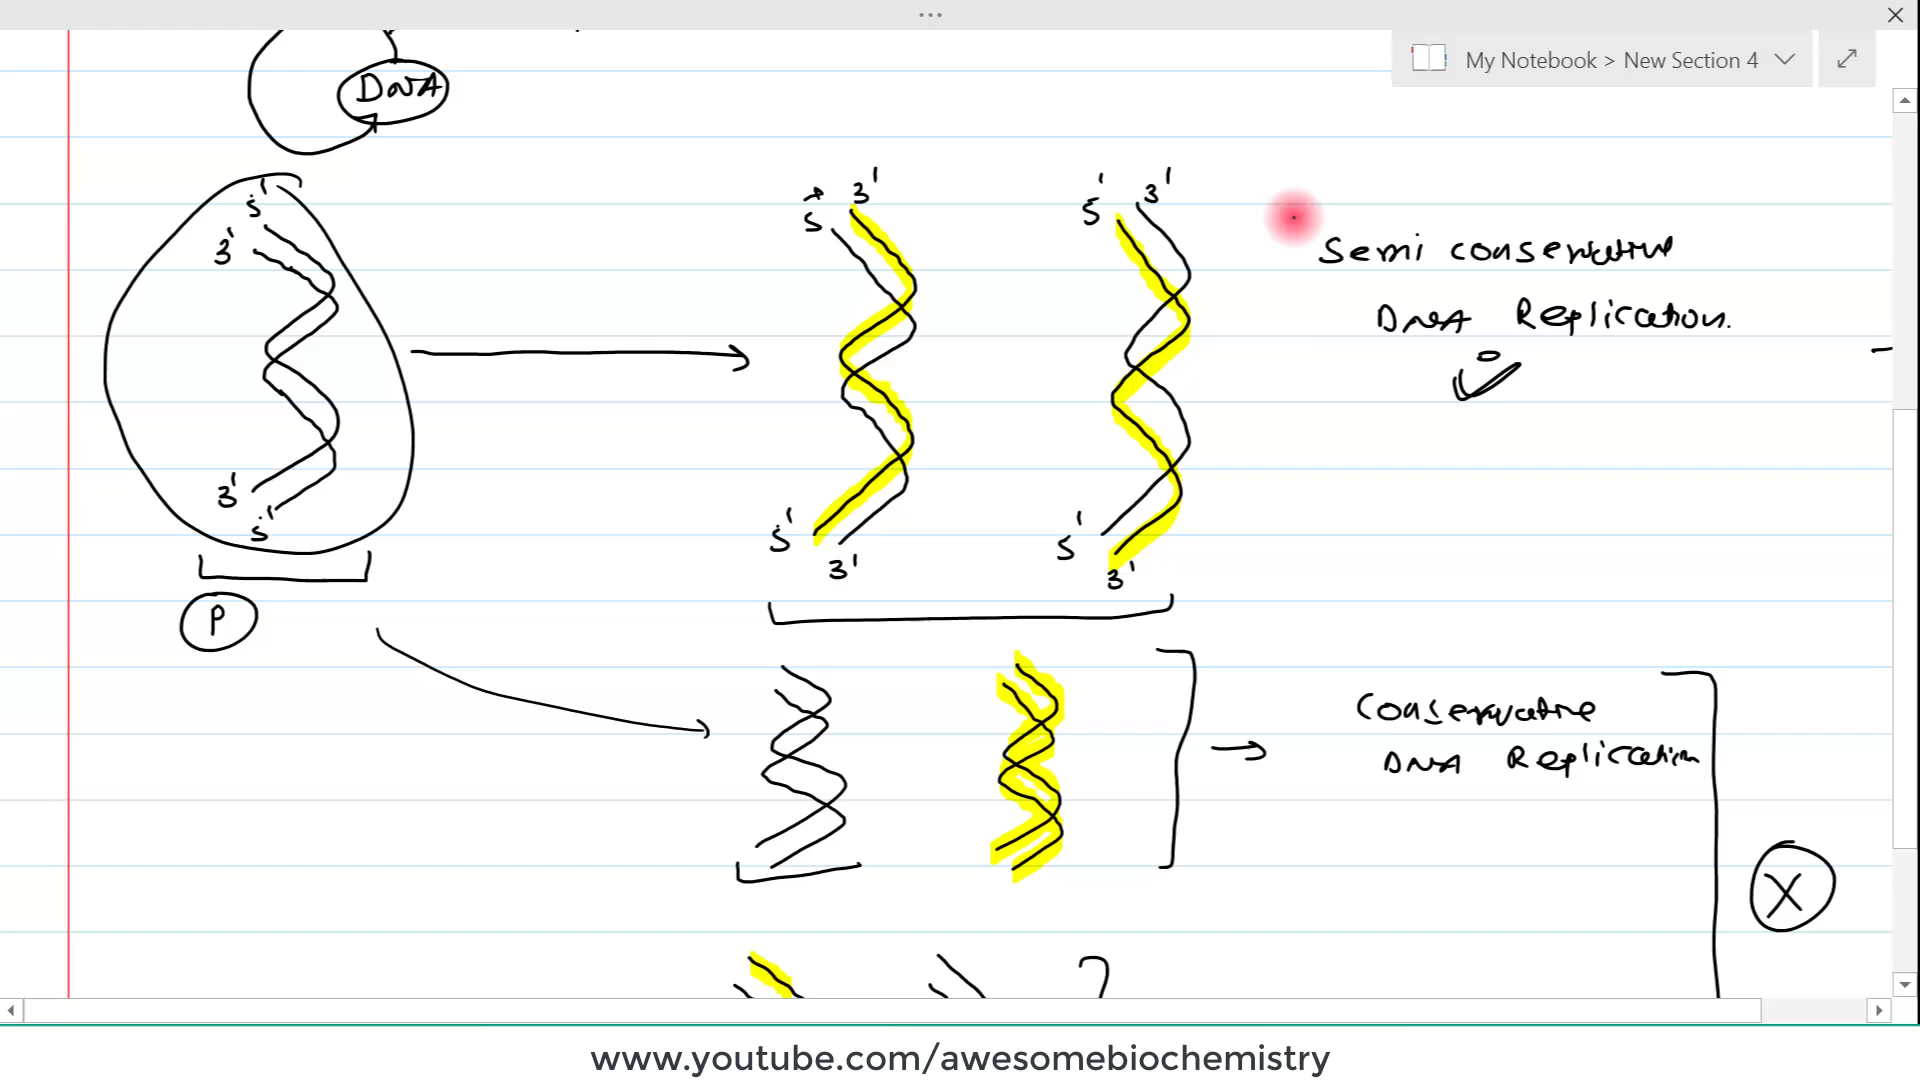 My Notebook > New Section 4
DNA
5'
3'
3'
5'
P
5
3'
5'
3'
5'
3'
5'
3'
Semi conservative
DNA Replication.
Conservative
DNA Replication
X
www.youtube.com/awesomebiochemistry